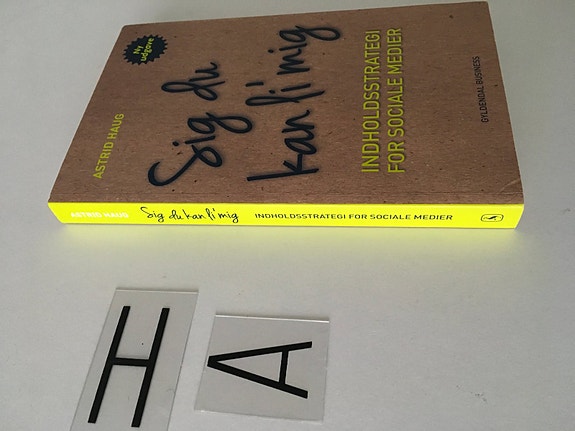 Ny
udgave
ASTRID HAUG
Sig du
kan li' mig
INDHOLDSSTRATEGI
FOR SOCIALE MEDIER
GYLDENDAL BUSINESS
ASTRID HAUG Sig du kan li' mig INDHOLDSSTRATEGI FOR SOCIALE MEDIER
H A